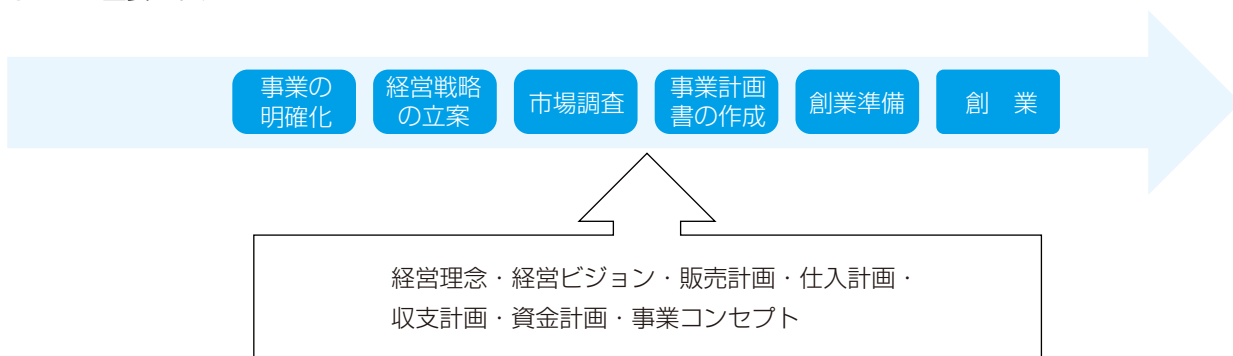 事業の
明確化
経営戦略
の立案
市場調査
事業計画
書の作成
創業準備
創　業
経営理念・経営ビジョン・販売計画・仕入計画・
収支計画・資金計画・事業コンセプト